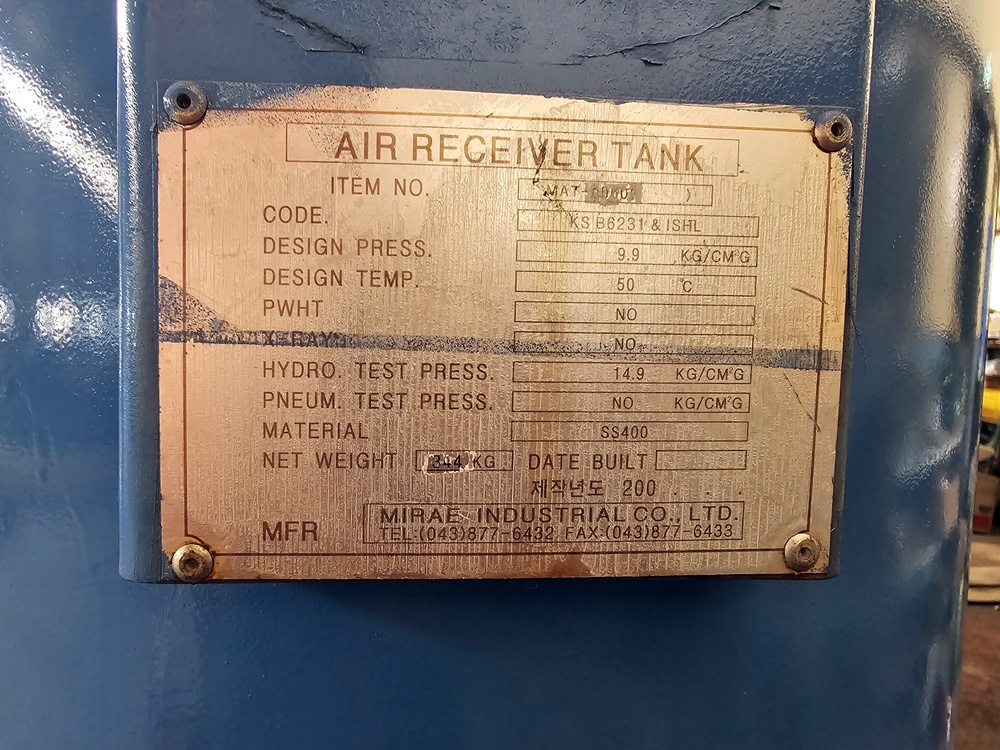 AIR RECEIVER TANK
ITEM NO. )
CODE. KS B6231 & ISHL
DESIGN PRESS. 9.9 KG/CM²G
DESIGN TEMP. 50 ℃
PWHT NO
X-RAY NO
HYDRO. TEST PRESS. 14.9 KG/CM²G
PNEUM. TEST PRESS. NO KG/CM²G
MATERIAL SS400
NET WEIGHT 344 KG DATE BUILT
제작년도 200 . . .
MFR MIRAE INDUSTRIAL CO., LTD.
TEL:(043)877-6432 FAX:(043)877-6433